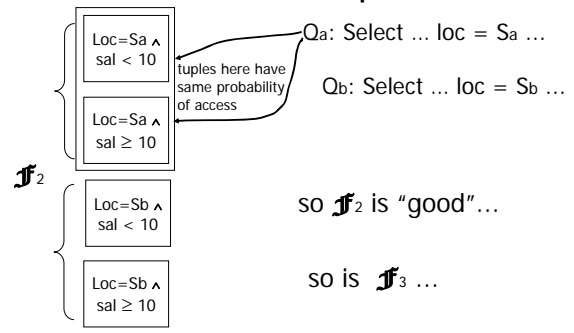 Loc=Sa ∧
sal < 10
Qa: Select ... loc = Sa ...
tuples here have
same probability
of access
Qb: Select ... loc = Sb ...
Loc=Sa ∧
sal ≥ 10
𝕱2
Loc=Sb ∧
sal < 10
so 𝕱2 is “good”…
Loc=Sb ∧
sal ≥ 10
so is 𝕱3 …